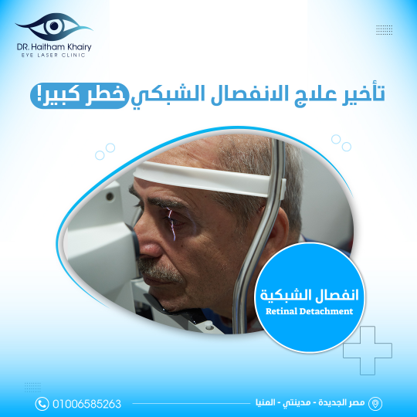 DR. Haitham Khairy
EYE LASER CLINIC
تأخير علاج الانفصال الشبكي خطر كبير!
انفصال الشبكية
Retinal Detachment
01006585263
مصر الجديدة - مدينتي - المنيا